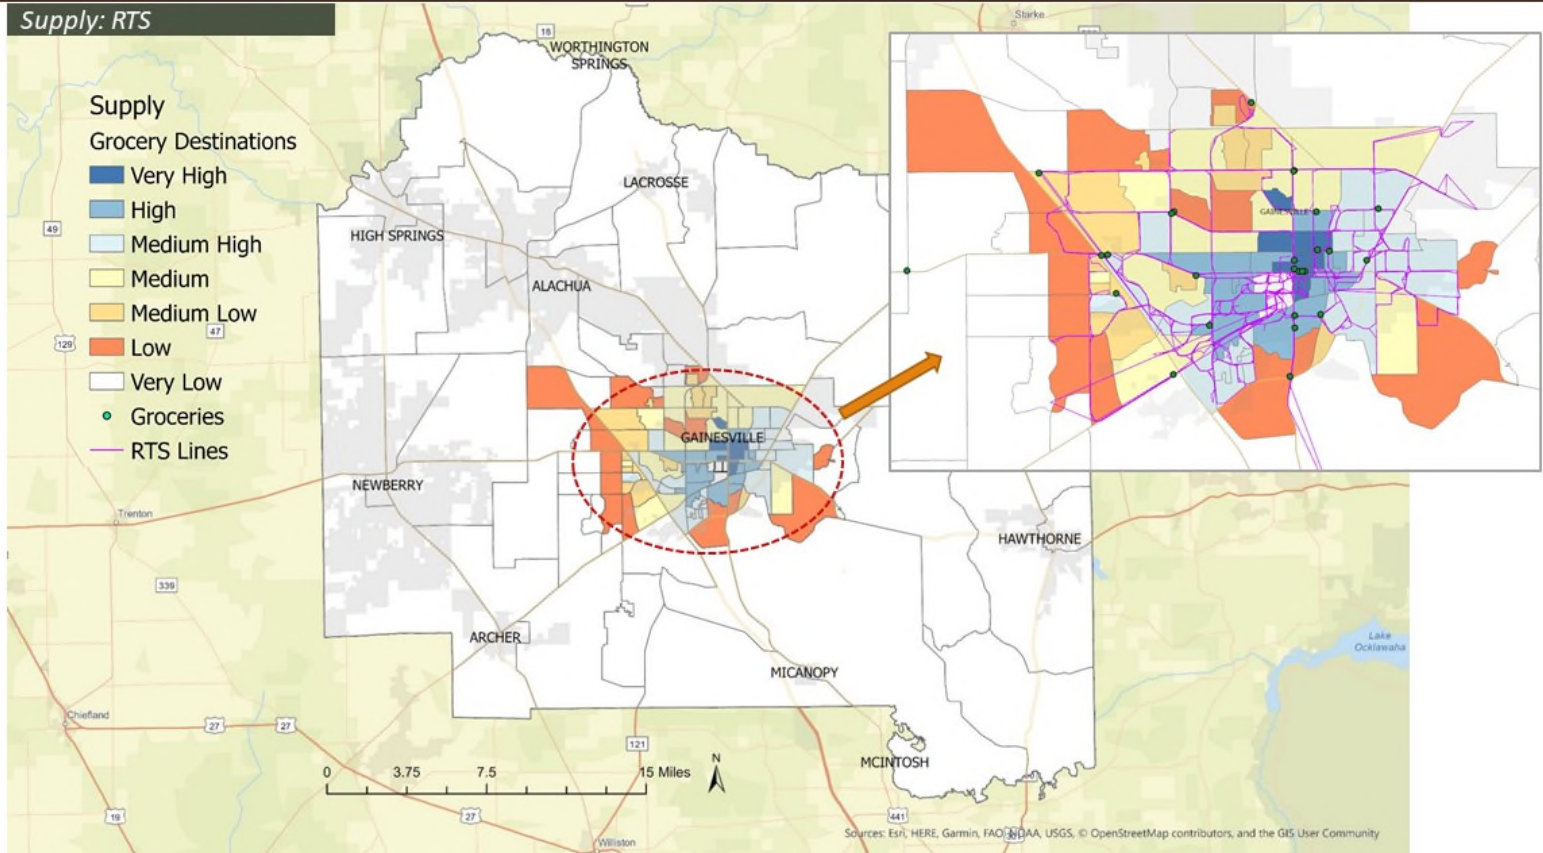 Supply: RTS
Supply
Grocery Destinations
Very High
High
Medium High
Medium
Medium Low
Low
Very Low
Groceries
RTS Lines
18
WORTHINGTON
SPRINGS
Starke
LACROSSE
49
HIGH SPRINGS
ALACHUA
47
129
GAINESVILLE
GAINESVILLE
NEWBERRY
Trenton
HAWTHORNE
339
ARCHER
MICANOPY
Lake
Ocklawaha
Chiefland
27
27
121
MCINTOSH
0 3.75 7.5 15 Miles
N
19
27
441
Williston
Sources: Esri, HERE, Garmin, FAO, NOAA, USGS, © OpenStreetMap contributors, and the GIS User Community